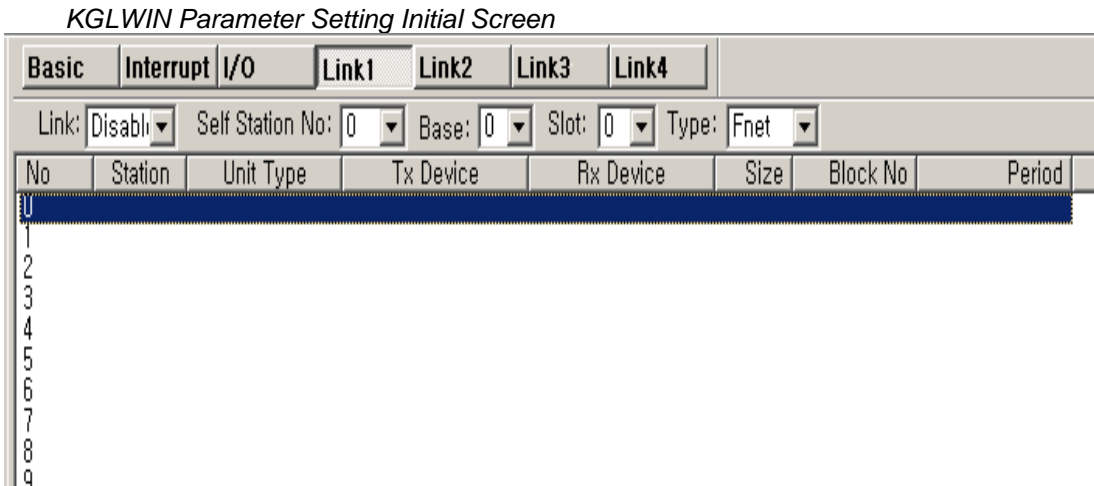 KGLWIN Parameter Setting Initial Screen
Basic Interrupt I/O Link1 Link2 Link3 Link4
Link: Disabl Self Station No: 0 Base: 0 Slot: 0 Type: Fnet
No Station Unit Type Tx Device Rx Device Size Block No Period
0
1
2
3
4
5
6
7
8
9